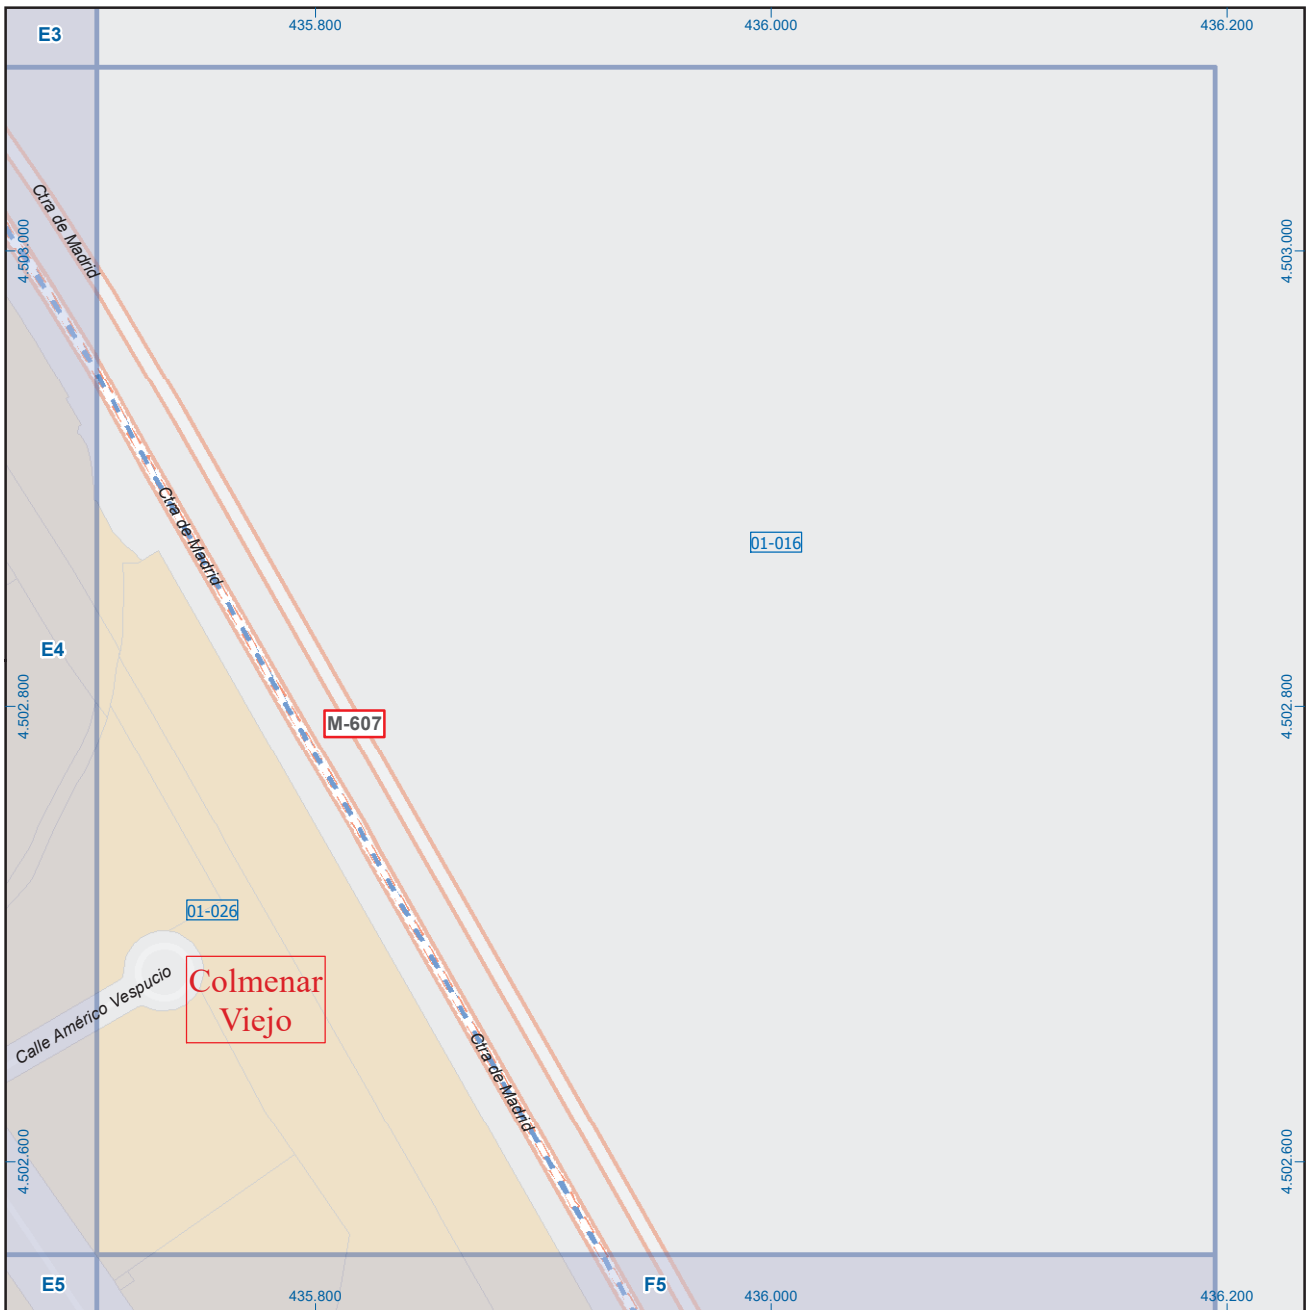 E3
435.800
436.000
436.200
Ctra de Madrid
4.503.000
4.503.000
Ctra de Madrid
01-016
E4
4.502.800
4.502.800
M-607
01-026
Calle Américo Vespucio
Colmenar
Viejo
Ctra de Madrid
4.502.600
4.502.600
E5
F5
435.800
436.000
436.200